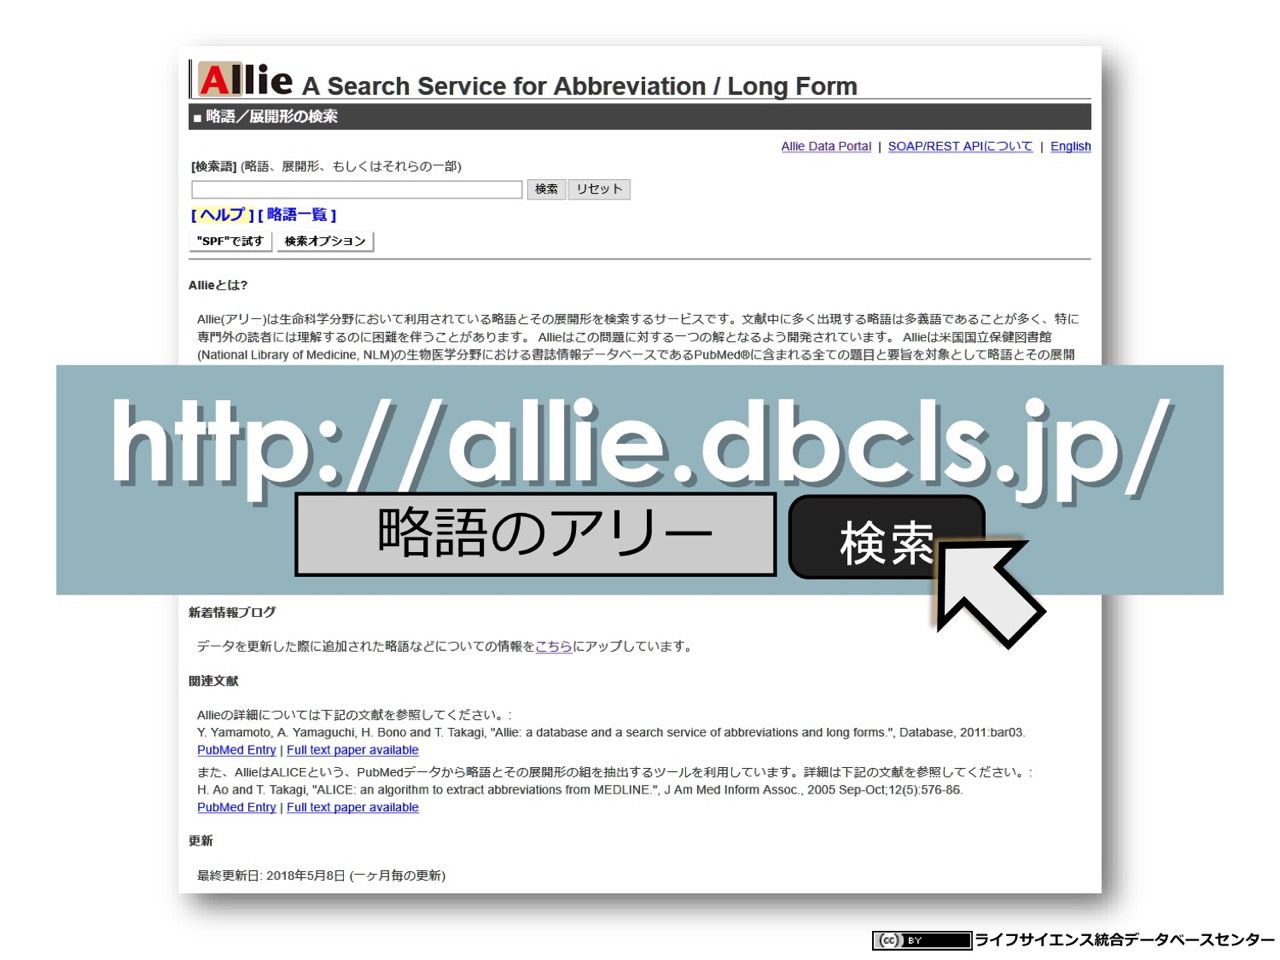 Allie A Search Service for Abbreviation / Long Form
■ 略語／展開形の検索
Allie Data Portal | SOAP/REST APIについて | English
[検索語] (略語、展開形、もしくはそれらの一部)
検索 リセット
[ ヘルプ ] [ 略語一覧 ]
"SPF"で試す 検索オプション
Allieとは?
Allie(アリー)は生命科学分野において利用されている略語とその展開形を検索するサービスです。文献中に多く出現する略語は多義語であることが多く、特に
専門外の読者には理解するのに困難を伴うことがあります。 Allieはこの問題に対する一つの解となるよう開発されています。 Allieは米国国立保健図書館
(National Library of Medicine, NLM)の生物医学分野における書誌情報データベースであるPubMed®に含まれる全ての題目と要旨を対象として略語とその展開
http://allie.dbcls.jp/
略語のアリー 検索
新着情報ブログ
データを更新した際に追加された略語などについての情報をこちらにアップしています。
関連文献
Allieの詳細については下記の文献を参照してください。:
Y. Yamamoto, A. Yamaguchi, H. Bono and T. Takagi, "Allie: a database and a search service of abbreviations and long forms.", Database, 2011:bar03.
PubMed Entry | Full text paper available
また、AllieはALICEという、PubMedデータから略語とその展開形の組を抽出するツールを利用しています。詳細は下記の文献を参照してください。:
H. Ao and T. Takagi, "ALICE: an algorithm to extract abbreviations from MEDLINE.", J Am Med Inform Assoc., 2005 Sep-Oct;12(5):576-86.
PubMed Entry | Full text paper available
更新
最終更新日: 2018年5月8日 (一ヶ月毎の更新)
(cc) BY ライフサイエンス統合データベースセンター